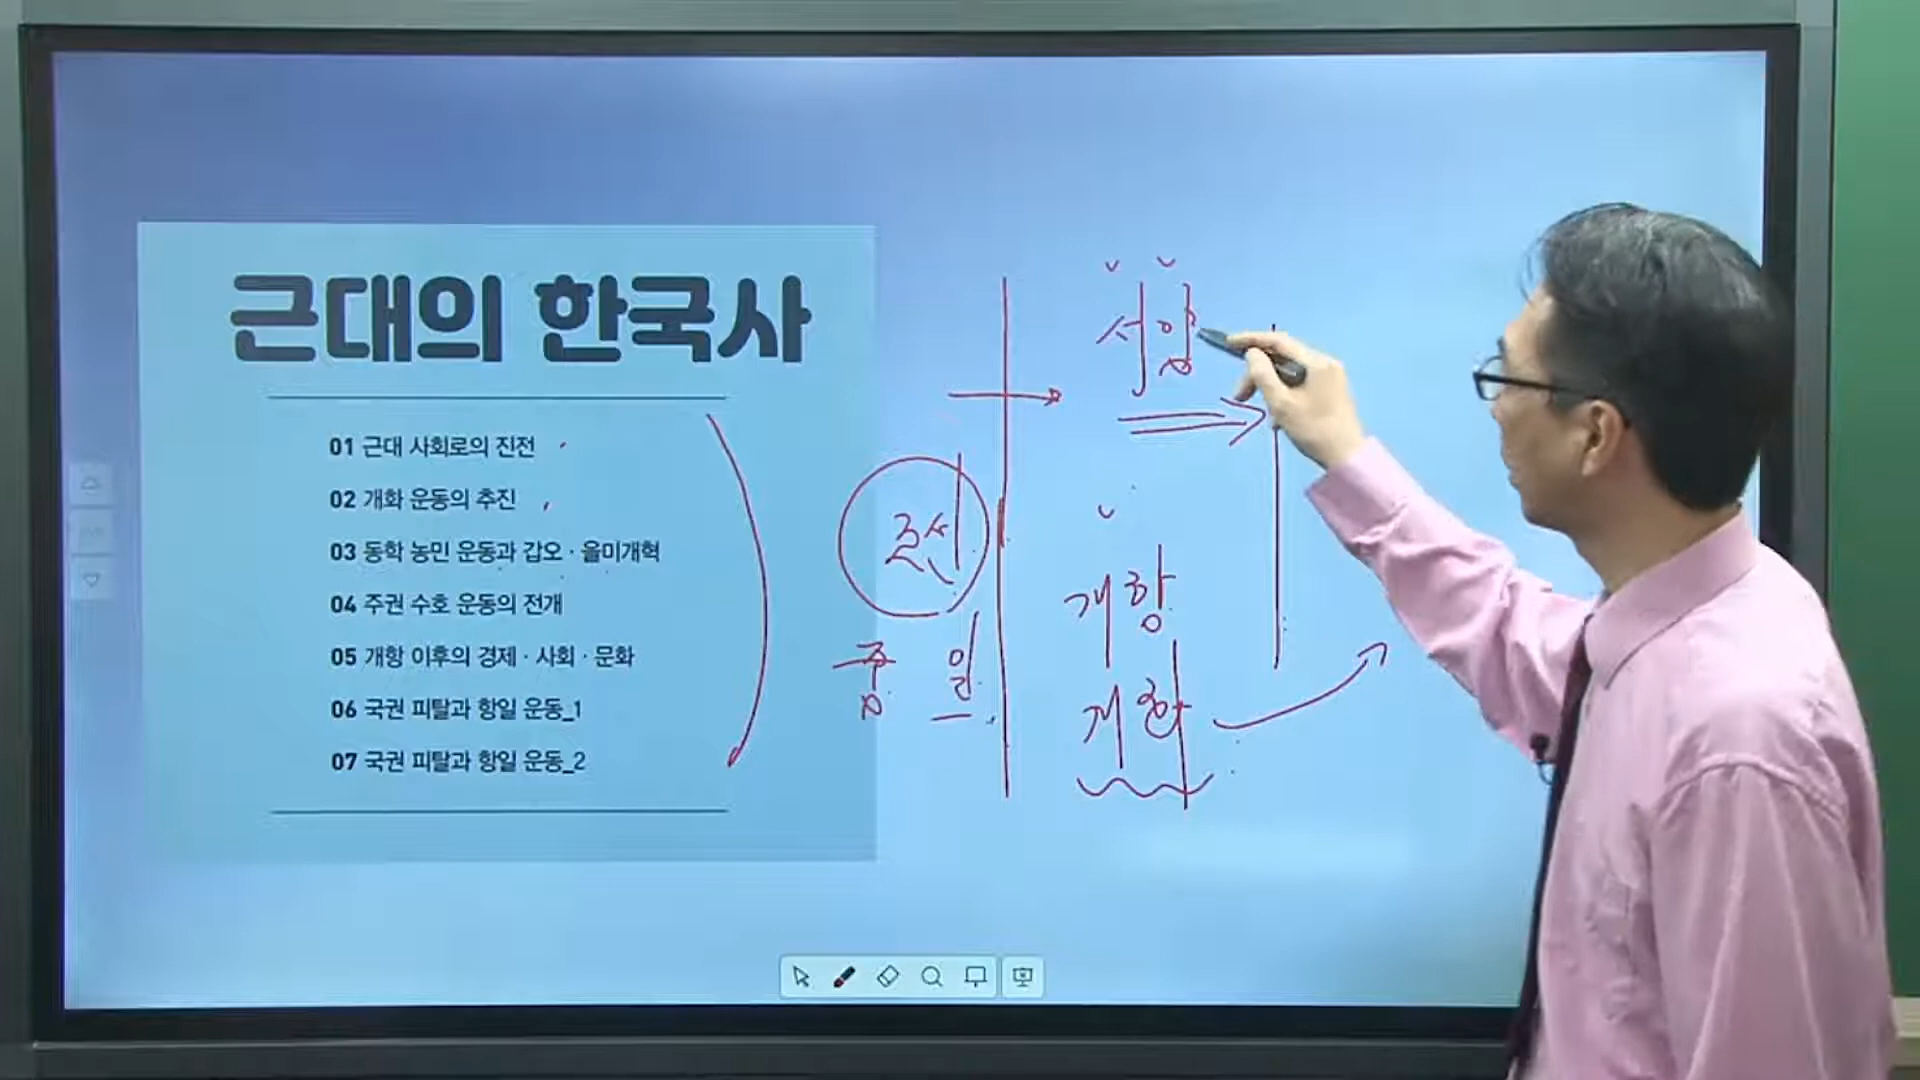 근대의 한국사
01 근대 사회로의 진전
02 개화 운동의 추진
03 동학 농민 운동과 갑오·을미개혁
04 주권 수호 운동의 전개
05 개항 이후의 경제·사회·문화
06 국권 피탈과 항일 운동_1
07 국권 피탈과 항일 운동_2
조선
중 일
서양
개항
개화